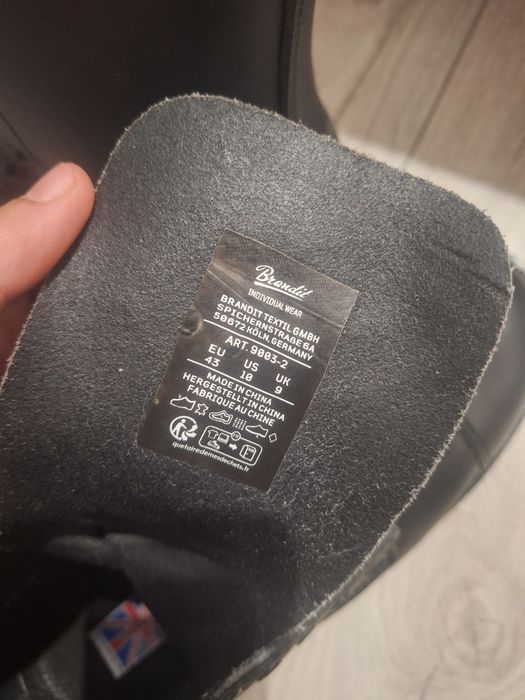 Brandit
INDIVIDUAL WEAR
BRANDIT TEXTIL GMBH
SPICHERNSTRAßE 6A
50672 KÖLN, GERMANY
ART. 9003-2
EU US UK
43 10 9
MADE IN CHINA
HERGESTELLT IN CHINA
FABRIQUE AU CHINE
quefairedemesdechets.fr